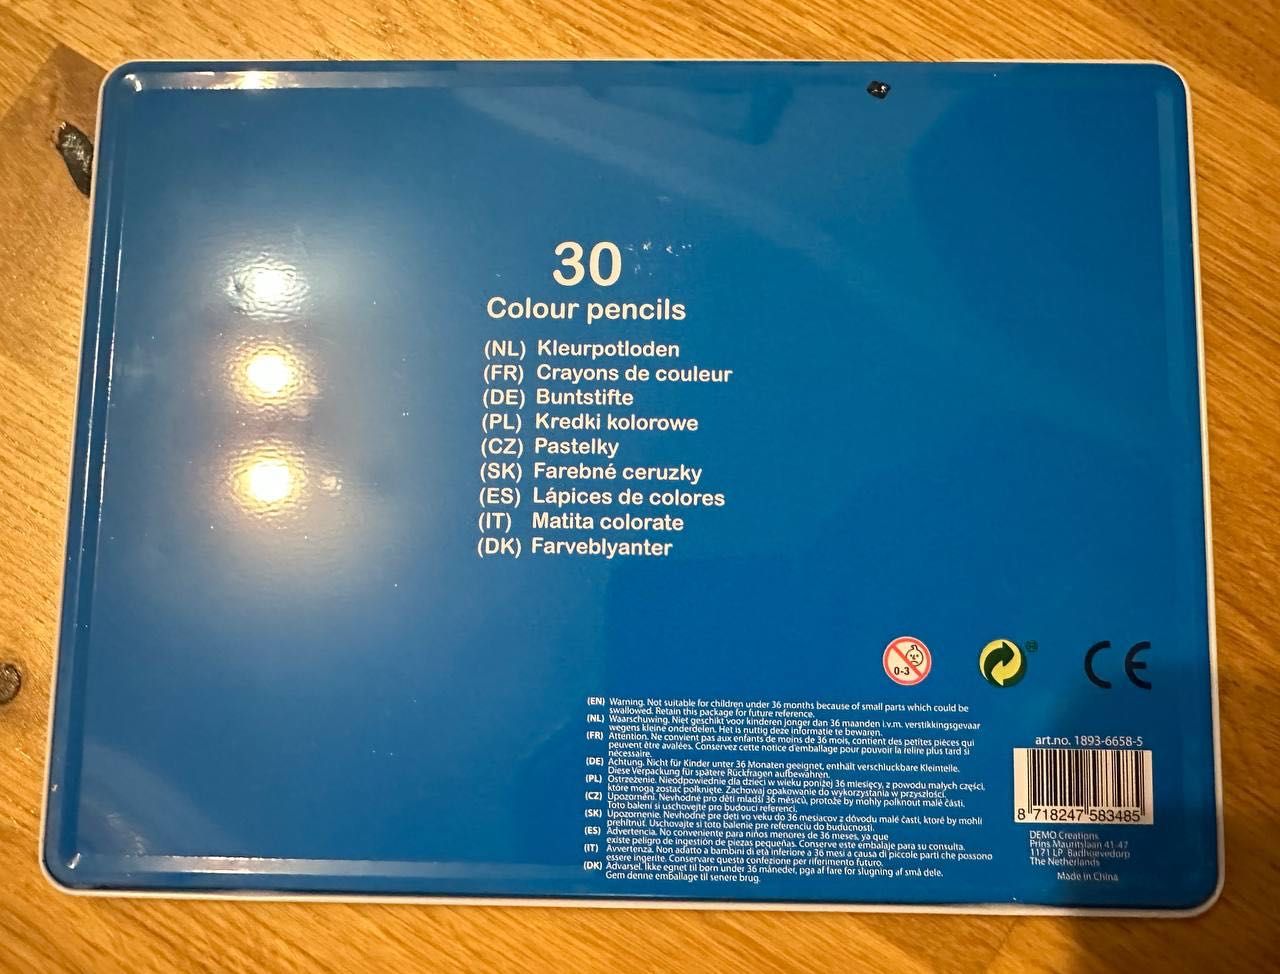 30
Colour pencils
(NL) Kleurpotloden
(FR) Crayons de couleur
(DE) Buntstifte
(PL) Kredki kolorowe
(CZ) Pastelky
(SK) Farebné ceruzky
(ES) Lápices de colores
(IT) Matita colorate
(DK) Farveblyanter
0-3
CE
(EN) Warning. Not suitable for children under 36 months because of small parts which could be
swallowed. Retain this package for future reference.
(NL) Waarschuwing. Niet geschikt voor kinderen jonger dan 36 maanden i.v.m. verstikkingsgevaar
wegens kleine onderdelen. Het is nuttig deze informatie te bewaren.
(FR) Attention. Ne convient pas aux enfants de moins de 36 mois, contient des petites pièces qui
peuvent être avalées. Conservez cette notice d'emballage pour pouvoir la relire plus tard si
nécessaire.
(DE) Achtung. Nicht für Kinder unter 36 Monaten geeignet, enthält verschluckbare Kleinteile.
Diese Verpackung für spätere Rückfragen aufbewahren.
(PL) Ostrzeżenie. Nieodpowiednie dla dzieci w wieku poniżej 36 miesięcy, z powodu małych części,
które mogą zostać połknięte. Zachowaj opakowanie do wykorzystania w przyszłości.
(CZ) Upozornění. Nevhodné pro děti mladší 36 měsíců, protože by mohly polknout malé části.
Toto balení si uschovejte pro budoucí referenci.
(SK) Upozornenie. Nevhodné pre deti vo veku do 36 mesiacov z dôvodu malé časti, ktoré by mohli
prehltnúť. Uschovajte si toto balenie pre referenciu do budúcnosti.
(ES) Advertencia. No conveniente para niños menores de 36 meses, ya que
existe peligro de ingestión de piezas pequeñas. Conserve este embalaje para su consulta.
(IT) Avvertenza. Non adatto a bambini di età inferiore a 36 mesi a causa di piccole parti che possono
essere ingerite. Conservare questa confezione per riferimento futuro.
(DK) Advarsel. Ikke egnet til børn under 36 måneder, pga af fare for slugning af små dele.
Gem denne emballage til senere brug.
art.no. 1893-6658-5
8 718247 583485
DEMO Creations
Prins Mauritslaan 41-47
1171 LP Badhoevedorp
The Netherlands
Made in China